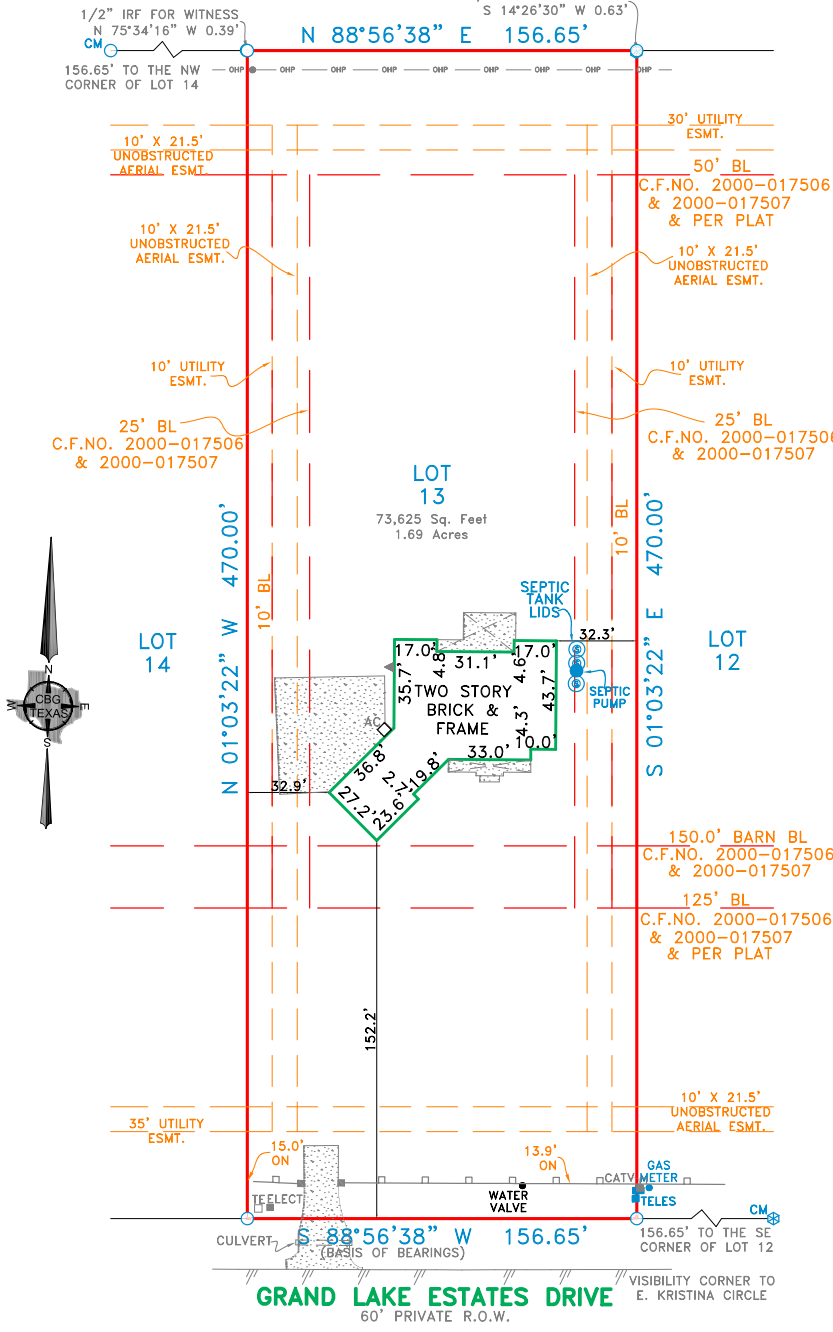 1/2" IRF FOR WITNESS
N 75°34'16" W 0.39'
CM
S 14°26'30" W 0.63'
N 88°56'38" E 156.65'
156.65' TO THE NW
CORNER OF LOT 14
OHP OHP OHP OHP OHP OHP OHP OHP OHP
30' UTILITY
ESMT.
10' X 21.5'
UNOBSTRUCTED
AERIAL ESMT.
50' BL
C.F.NO. 2000-017506
& 2000-017507
& PER PLAT
10' X 21.5'
UNOBSTRUCTED
AERIAL ESMT.
10' X 21.5'
UNOBSTRUCTED
AERIAL ESMT.
10' UTILITY
ESMT.
10' UTILITY
ESMT.
25' BL
C.F.NO. 2000-017506
& 2000-017507
25' BL
C.F.NO. 2000-017506
& 2000-017507
LOT
13
73,625 Sq. Feet
1.69 Acres
N 01°03'22" W 470.00'
10' BL
10' BL
S 01°03'22" E 470.00'
LOT
14
LOT
12
SEPTIC
TANK
LIDS
32.3'
17.0'
4.8'
31.1'
4.6'
17.0'
35.7'
43.7'
S
S
S
SEPTIC
PUMP
TWO STORY
BRICK &
FRAME
4.3'
10.0'
33.0'
AC
36.8'
19.8'
2.7'
27.2'
23.6'
32.9'
N
W
E
S
CBG
TEXAS
150.0' BARN BL
C.F.NO. 2000-017506
& 2000-017507
125' BL
C.F.NO. 2000-017506
& 2000-017507
& PER PLAT
152.2'
10' X 21.5'
UNOBSTRUCTED
AERIAL ESMT.
35' UTILITY
ESMT.
15.0'
ON
13.9'
ON
GAS
METER
CATV
TELES
TE
ELECT
WATER
VALVE
CM
CULVERT
S 88°56'38" W 156.65'
(BASIS OF BEARINGS)
156.65' TO THE SE
CORNER OF LOT 12
VISIBILITY CORNER TO
E. KRISTINA CIRCLE
GRAND LAKE ESTATES DRIVE
60' PRIVATE R.O.W.